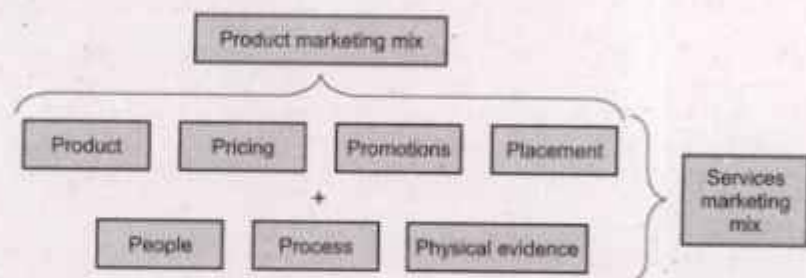 Product marketing mix
Product Pricing Promotions Placement
+
People Process Physical evidence
Services
marketing
mix